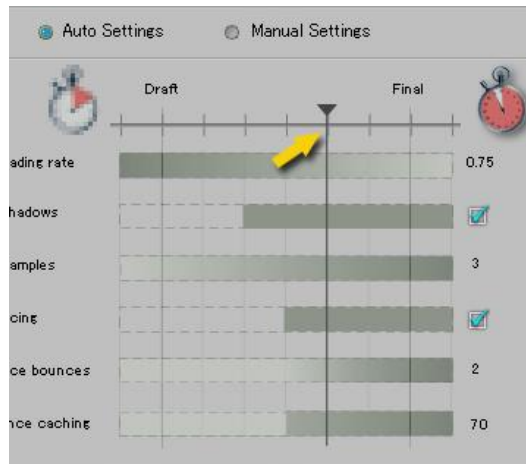 Auto Settings Manual Settings
Draft Final
ading rate 0.75
hadows
amples 3
cing
ce bounces 2
nce caching 70